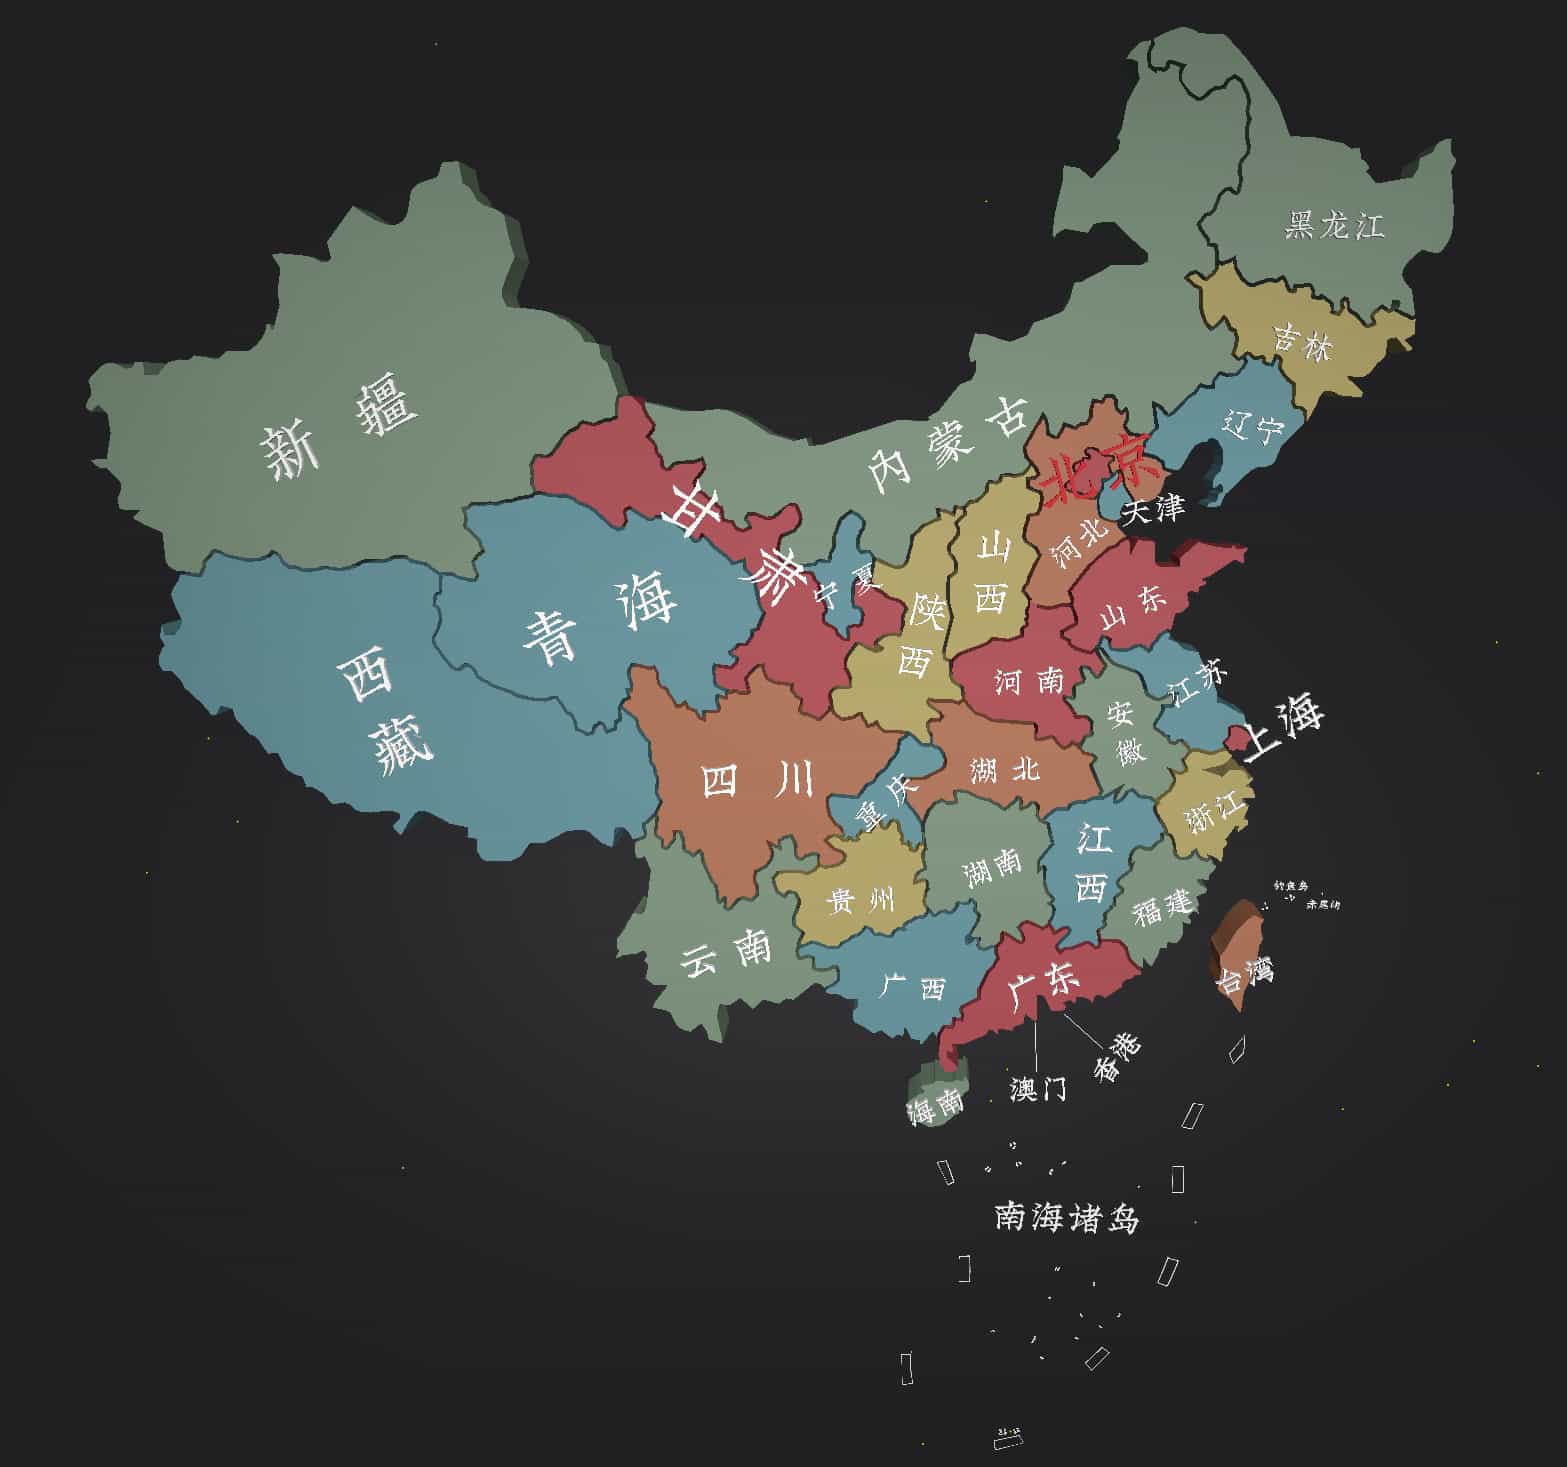 黑龙江
吉林
辽宁
内蒙古
新疆
北京
天津
河北
甘肃
山西
宁夏
青海
陕西
山东
西藏
河南
江苏
安徽
上海
四川
湖北
重庆
浙江
江西
湖南
贵州
福建
钓鱼岛
赤尾屿
云南
台湾
广西
广东
香港
澳门
海南
南海诸岛